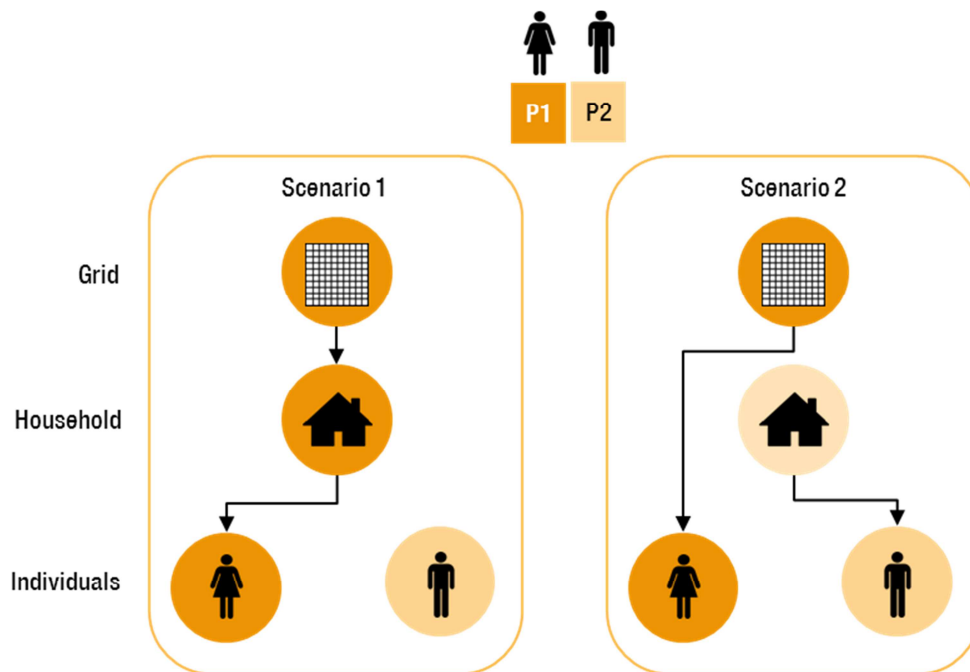 P1 P2
Scenario 1
Scenario 2
Grid
Household
Individuals